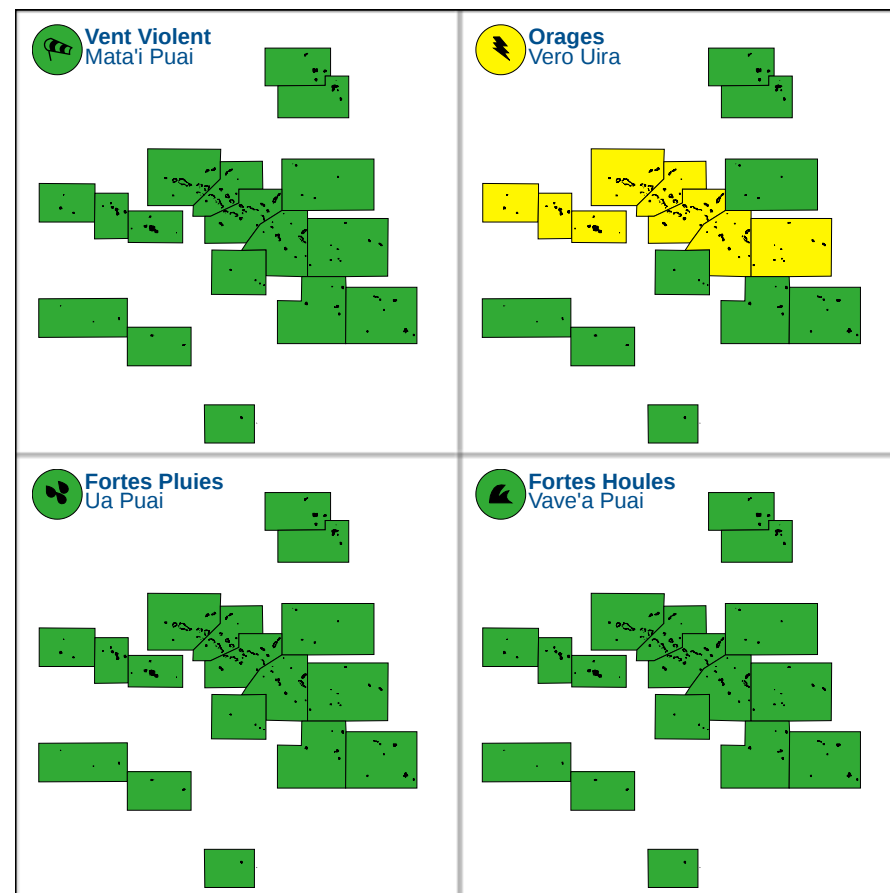 Vent Violent
Mata'i Puai
Orages
Vero Uira
Fortes Pluies
Ua Puai
Fortes Houles
Vave'a Puai